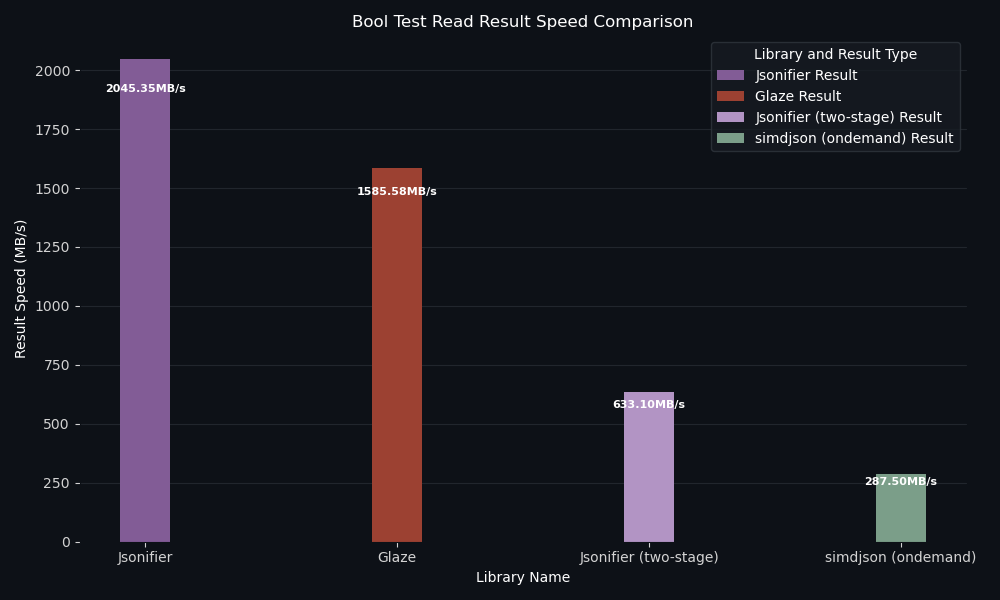 Bool Test Read Result Speed Comparison
Library and Result Type
Jsonifier Result
Glaze Result
Jsonifier (two-stage) Result
simdjson (ondemand) Result
Result Speed (MB/s)
2000
1750
1500
1250
1000
750
500
250
0
2045.35MB/s
1585.58MB/s
633.10MB/s
287.50MB/s
Jsonifier
Glaze
Jsonifier (two-stage)
simdjson (ondemand)
Library Name